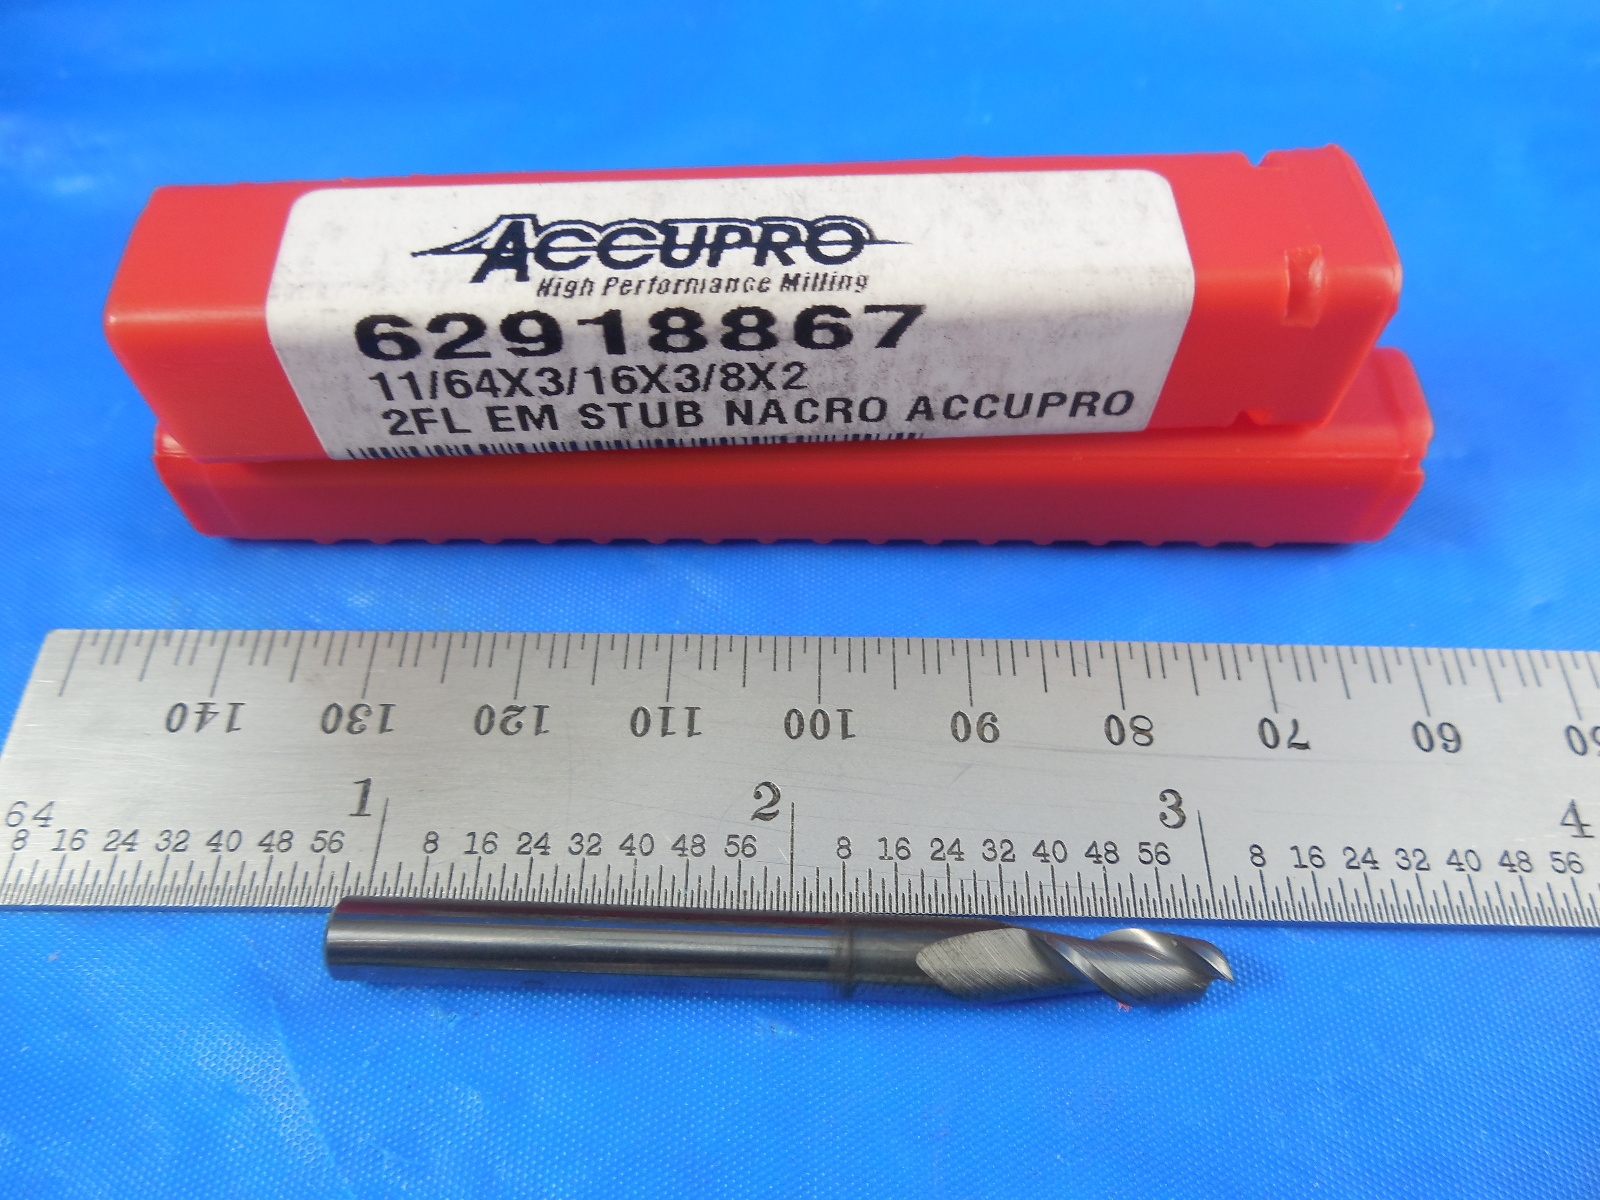 ACCUPRO
High Performance Milling
62918867
11/64X3/16X3/8X2
2FL EM STUB NACRO ACCUPRO
140 130 120 110 100 90 80 70 60 50
1 2 3 4
64
8 16 24 32 40 48 56 8 16 24 32 40 48 56 8 16 24 32 40 48 56 8 16 24 32 40 48 56